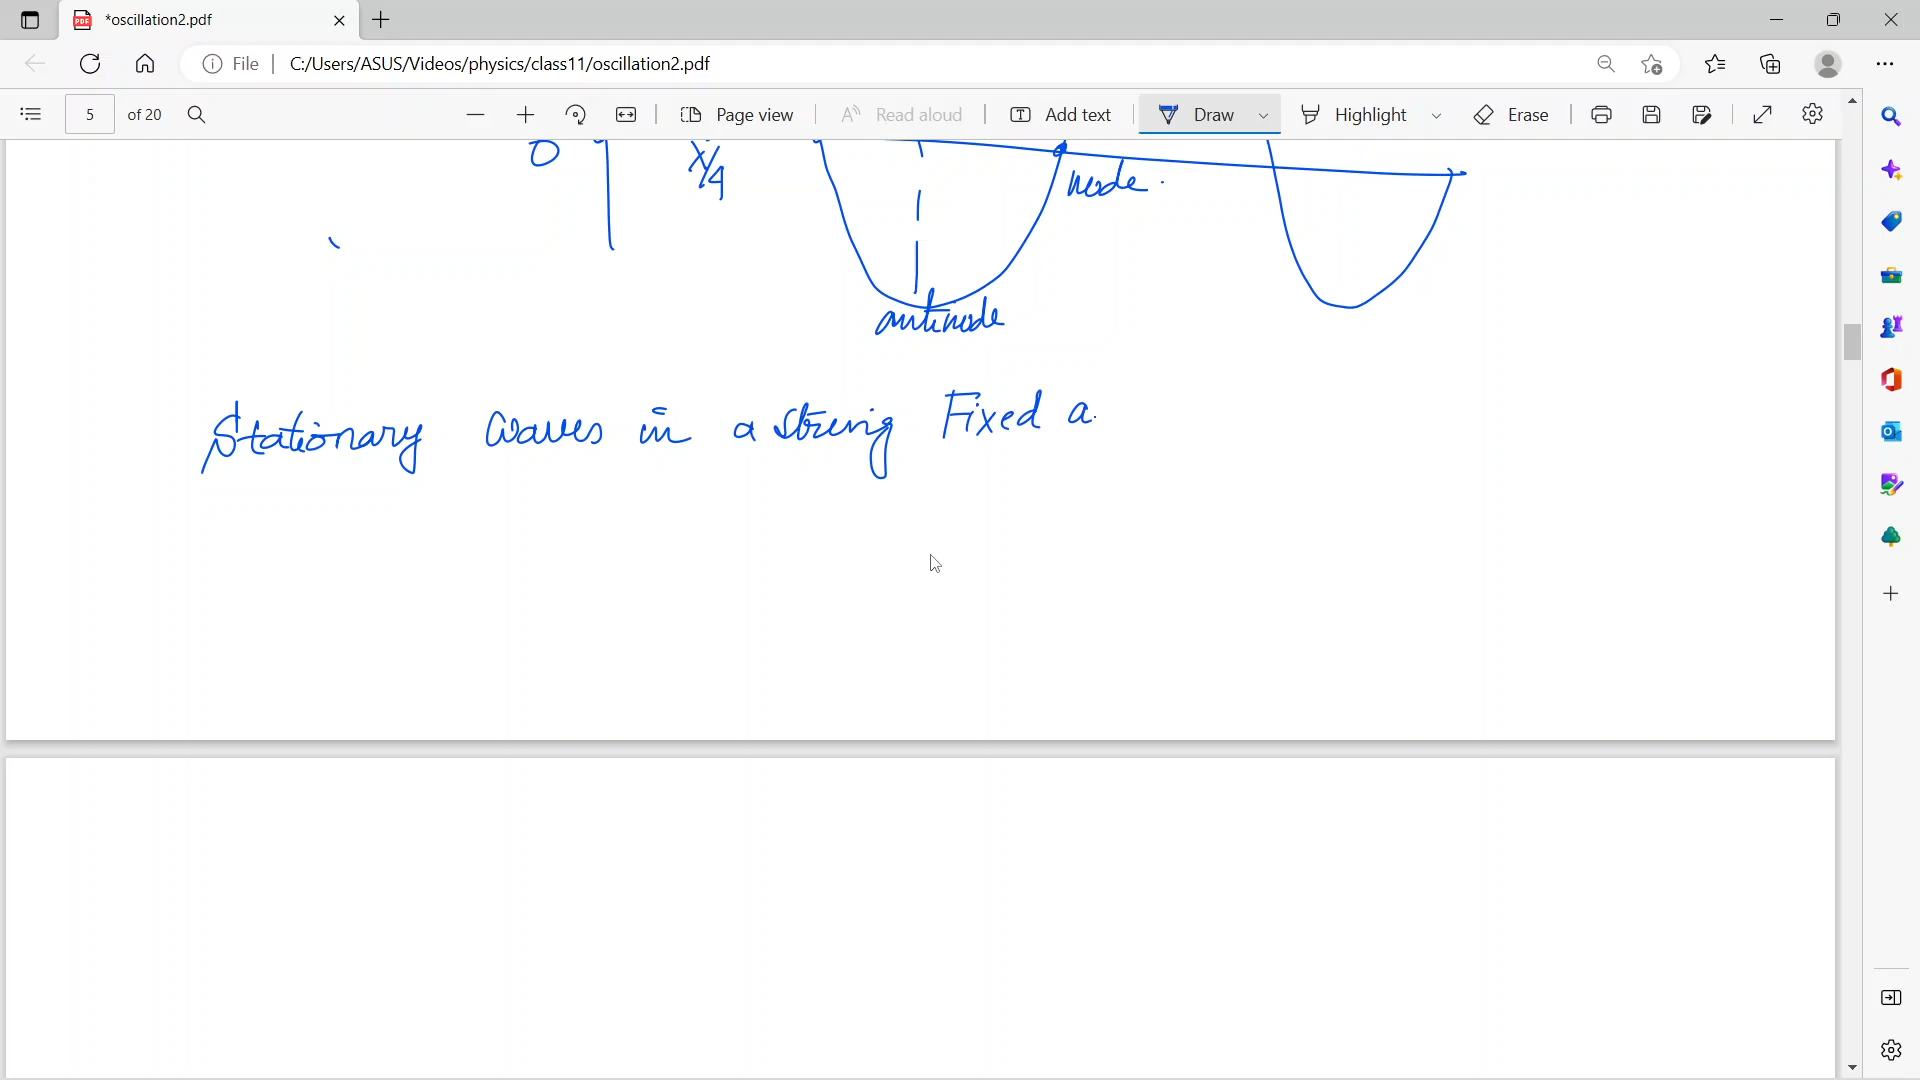 *oscillation2.pdf
File C:/Users/ASUS/Videos/physics/class11/oscillation2.pdf
5 of 20 Page view Read aloud Add text Draw Highlight Erase
0 λ/4 node.
antinode
Stationary waves in a string Fixed a